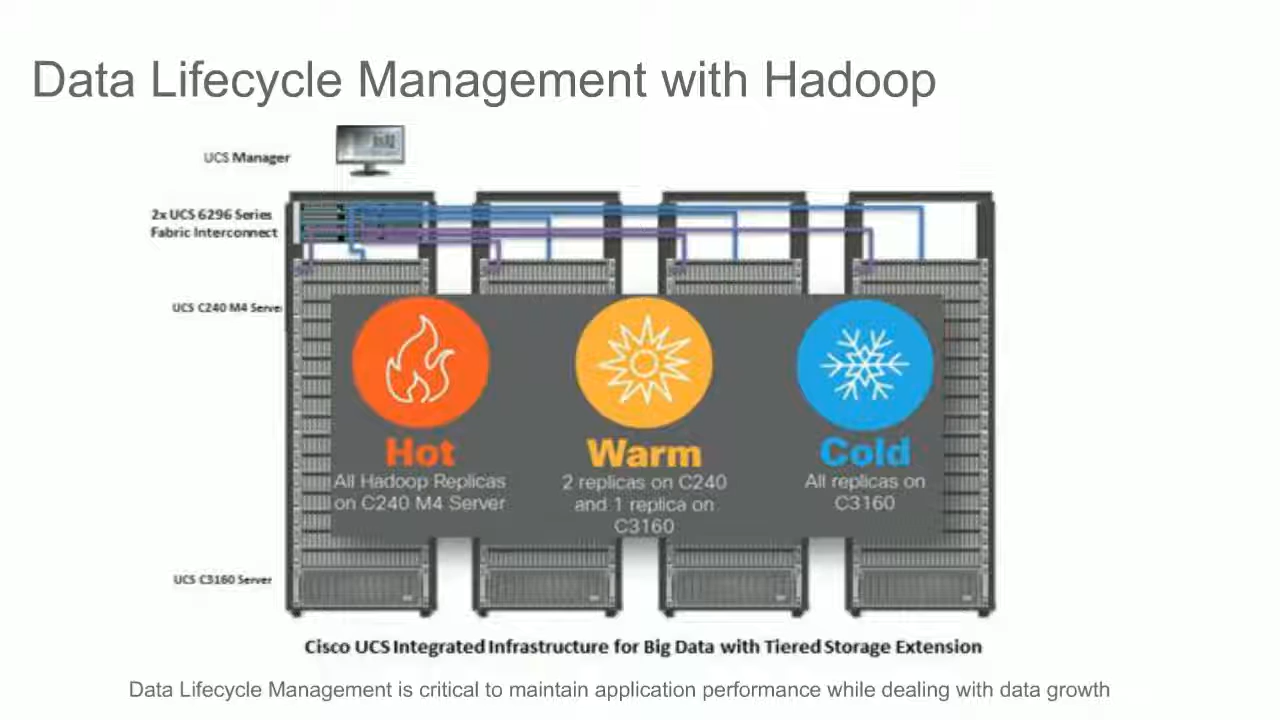 Data Lifecycle Management with Hadoop
UCS Manager
2x UCS 6296 Series
Fabric Interconnect
UCS C240 M4 Serve
Hot
All Hadoop Replicas
on C240 M4 Server
Warm
2 replicas on C240
and 1 replica on
C3160
Cold
All replicas on
C3160
UCS C3160 Server
Cisco UCS Integrated Infrastructure for Big Data with Tiered Storage Extension
Data Lifecycle Management is critical to maintain application performance while dealing with data growth